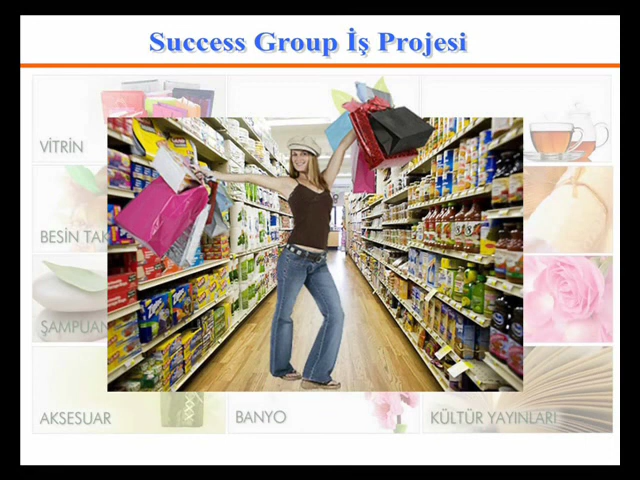 Success Group İş Projesi
VİTRİN
BESİN TAK
ŞAMPUAN
AKSESUAR
BANYO
KÜLTÜR YAYINLARI